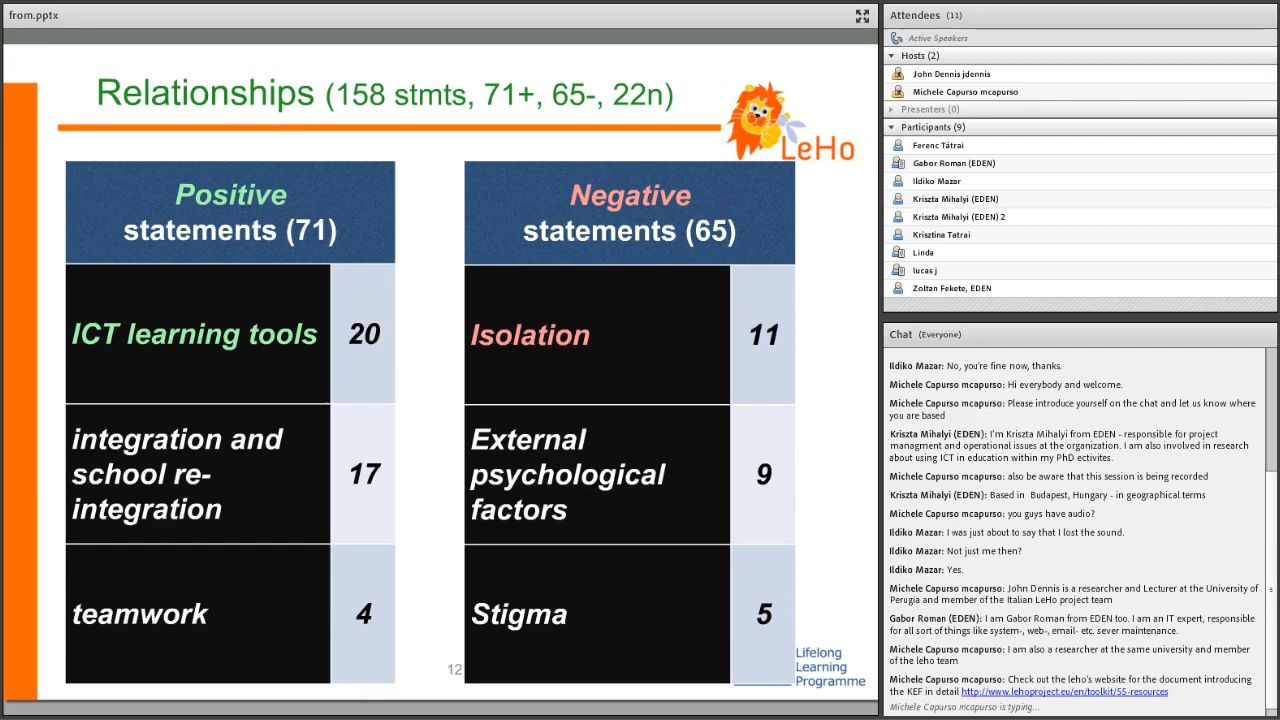 from.pptx
Relationships (158 stmts, 71+, 65-, 22n)
LeHo
Positive
statements (71)
ICT learning tools 20
integration and
school re-
integration
17
teamwork 4
Negative
statements (65)
Isolation 11
External
psychological
factors
9
Stigma 5
12
Lifelong
Learning
Programme
Attendees (11)
Active Speakers
Hosts (2)
John Dennis jdennis
Michele Capurso mcapurso
Presenters (0)
Participants (9)
Ferenc Tátrai
Gabor Roman (EDEN)
Ildiko Mazar
Kriszta Mihalyi (EDEN)
Kriszta Mihalyi (EDEN) 2
Krisztina Tatrai
Linda
lucas j
Zoltan Fekete, EDEN
Chat (Everyone)
Ildiko Mazar: No, you're fine now, thanks.
Michele Capurso mcapurso: Hi everybody and welcome.
Michele Capurso mcapurso: Please introduce yourself on the chat and let us know where
you are based
Kriszta Mihalyi (EDEN): I'm Kriszta Mihalyi from EDEN - responsible for project
managment and operational issues at the organization. I am also involved in research
about using ICT in education within my PhD ectivites.
Michele Capurso mcapurso: also be aware that this session is being recorded
Kriszta Mihalyi (EDEN): Based in Budapest, Hungary - in geographical terms
Michele Capurso mcapurso: you guys have audio?
Ildiko Mazar: I was just about to say that I lost the sound.
Ildiko Mazar: Not just me then?
Ildiko Mazar: Yes.
Michele Capurso mcapurso: John Dennis is a researcher and Lecturer at the University of
Perugia and member of the Italian LeHo project team
Gabor Roman (EDEN): I am Gabor Roman from EDEN too. I am an IT expert, responsible
for all sort of things like system-, web-, email- etc. sever maintenance.
Michele Capurso mcapurso: I am also a researcher at the same university and member
of the leho team
Michele Capurso mcapurso: Check out the leho's website for the document introducing
the KEF in detail http://www.lehoproject.eu/en/toolkit/55-resources
Michele Capurso mcapurso is typing...